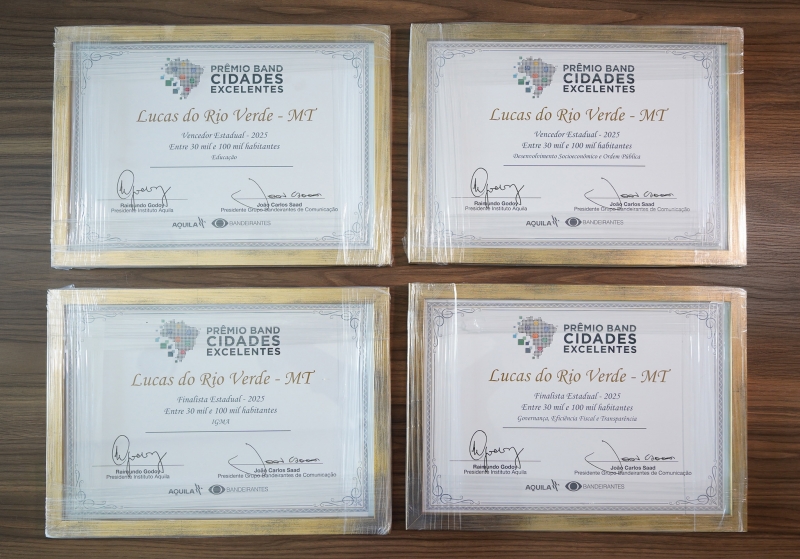 PRÊMIO BAND
CIDADES
EXCELENTES
Lucas do Rio Verde - MT
Vencedor Estadual - 2025
Entre 30 mil e 100 mil habitantes
Educação
Raimundo Godoy
Presidente Instituto Aquila
João Carlos Saad
Presidente Grupo Bandeirantes de Comunicação
AQUILA
BANDEIRANTES
PRÊMIO BAND
CIDADES
EXCELENTES
Lucas do Rio Verde - MT
Vencedor Estadual - 2025
Entre 30 mil e 100 mil habitantes
Desenvolvimento Socioeconômico e Ordem Pública
Raimundo Godoy
Presidente Instituto Aquila
João Carlos Saad
Presidente Grupo Bandeirantes de Comunicação
AQUILA
BANDEIRANTES
PRÊMIO BAND
CIDADES
EXCELENTES
Lucas do Rio Verde - MT
Finalista Estadual - 2025
Entre 30 mil e 100 mil habitantes
IGMA
Raimundo Godoy
Presidente Instituto Aquila
João Carlos Saad
Presidente Grupo Bandeirantes de Comunicação
AQUILA
BANDEIRANTES
PRÊMIO BAND
CIDADES
EXCELENTES
Lucas do Rio Verde - MT
Finalista Estadual - 2025
Entre 30 mil e 100 mil habitantes
Governança, Eficiência Fiscal e Transparência
Raimundo Godoy
Presidente Instituto Aquila
João Carlos Saad
Presidente Grupo Bandeirantes de Comunicação
AQUILA
BANDEIRANTES